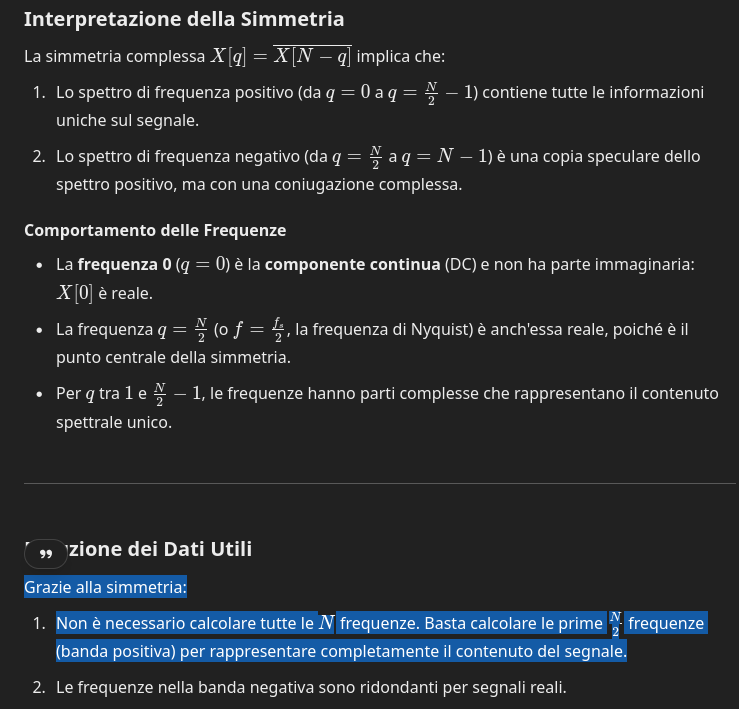 Interpretazione della Simmetria
La simmetria complessa $X[q] = \overline{X[N-q]}$ implica che:
1. Lo spettro di frequenza positivo (da $q = 0$ a $q = \frac{N}{2} - 1$) contiene tutte le informazioni
uniche sul segnale.
2. Lo spettro di frequenza negativo (da $q = \frac{N}{2}$ a $q = N - 1$) è una copia speculare dello
spettro positivo, ma con una coniugazione complessa.
Comportamento delle Frequenze
• La frequenza 0 ($q = 0$) è la componente continua (DC) e non ha parte immaginaria:
$X[0]$ è reale.
• La frequenza $q = \frac{N}{2}$ (o $f = \frac{f_s}{2}$, la frequenza di Nyquist) è anch'essa reale, poiché è il
punto centrale della simmetria.
• Per $q$ tra 1 e $\frac{N}{2} - 1$, le frequenze hanno parti complesse che rappresentano il contenuto
spettrale unico.
zione dei Dati Utili
Grazie alla simmetria:
1. Non è necessario calcolare tutte le $N$ frequenze. Basta calcolare le prime $\frac{N}{2}$ frequenze
(banda positiva) per rappresentare completamente il contenuto del segnale.
2. Le frequenze nella banda negativa sono ridondanti per segnali reali.